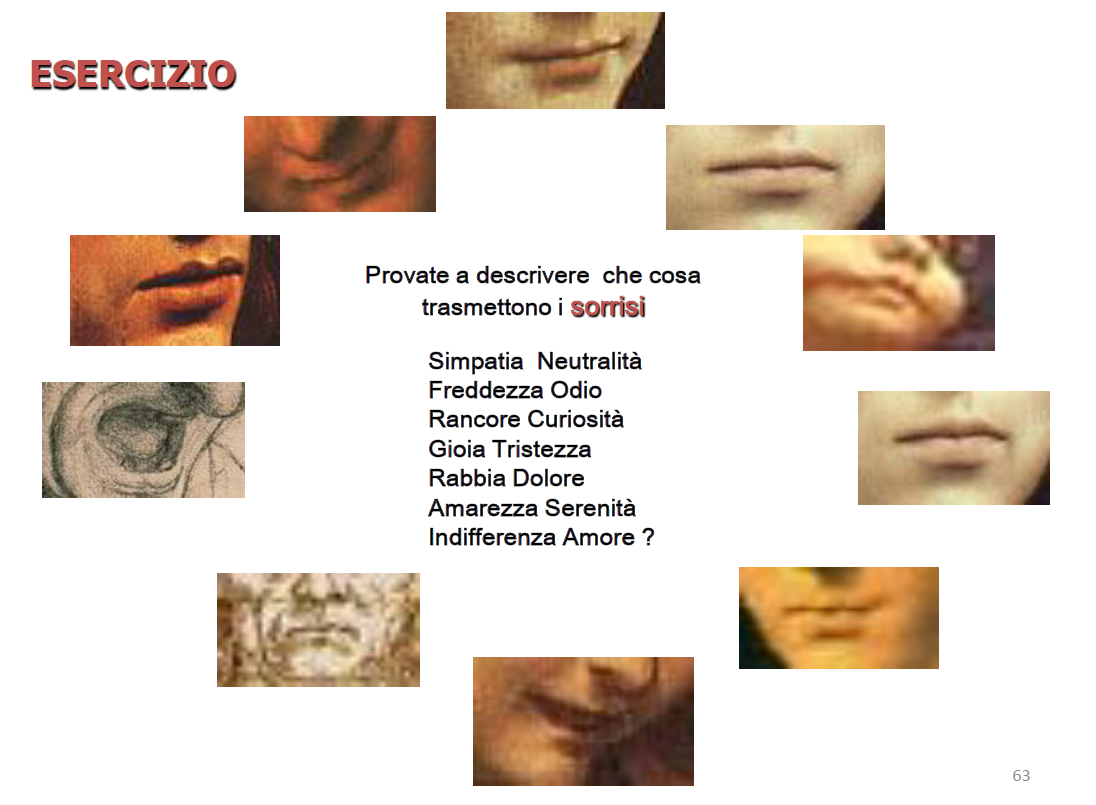 ESERCIZIO
Provate a descrivere che cosa
trasmettono i sorrisi
Simpatia Neutralità
Freddezza Odio
Rancore Curiosità
Gioia Tristezza
Rabbia Dolore
Amarezza Serenità
Indifferenza Amore ?
63